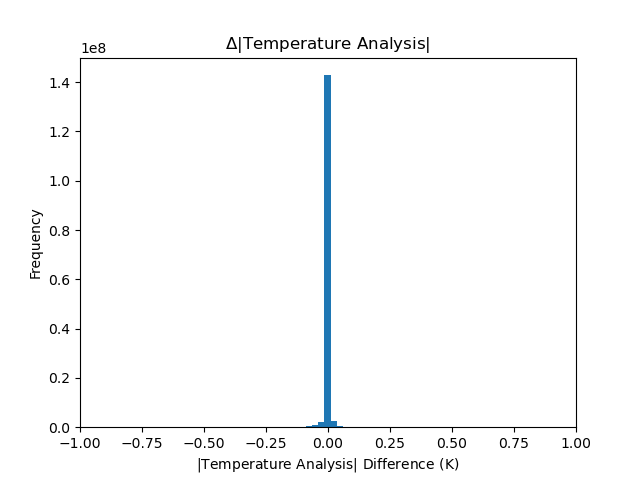 Δ|Temperature Analysis|
1e8
1.4
1.2
1.0
0.8
0.6
0.4
0.2
0.0
Frequency
−1.00 −0.75 −0.50 −0.25 0.00 0.25 0.50 0.75 1.00
|Temperature Analysis| Difference (K)